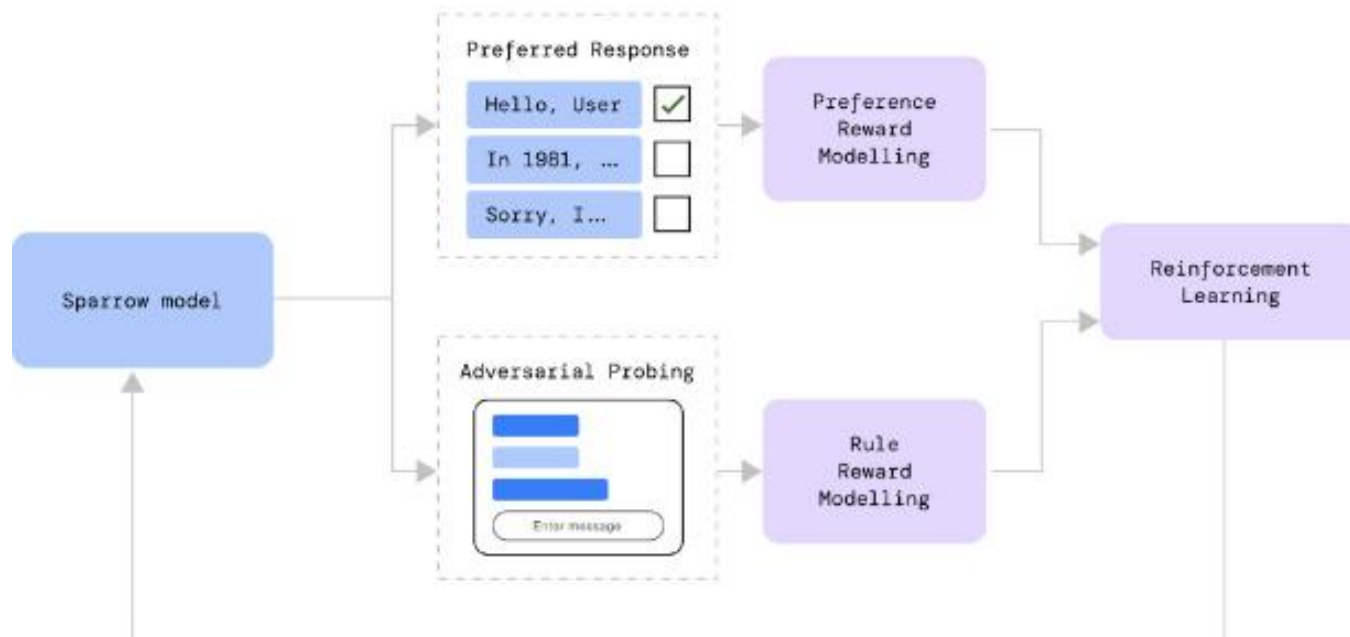 Preferred Response
Hello, User
In 1981, ...
Sorry, I...
Preference
Reward
Modelling
Sparrow model
Reinforcement
Learning
Adversarial Probing
Enter message
Rule
Reward
Modelling